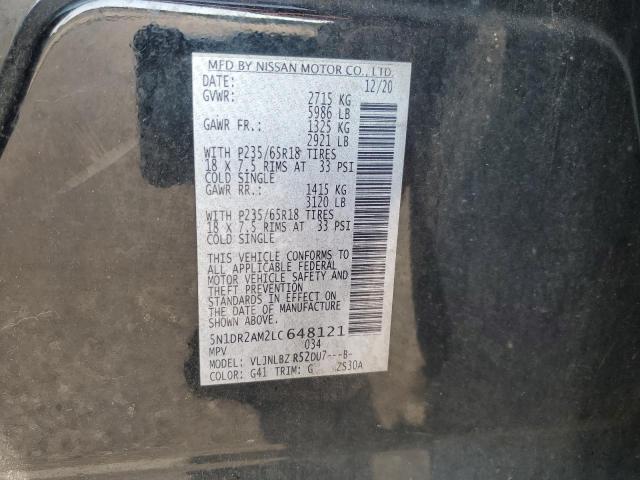 MFD BY NISSAN MOTOR CO., LTD.
DATE: 12/20
GVWR: 2715 KG
5986 LB
GAWR FR.: 1325 KG
2921 LB
WITH P235/65R18 TIRES
18 X 7.5 RIMS AT 33 PSI
COLD SINGLE
GAWR RR.: 1415 KG
3120 LB
WITH P235/65R18 TIRES
18 X 7.5 RIMS AT 33 PSI
COLD SINGLE
THIS VEHICLE CONFORMS TO
ALL APPLICABLE FEDERAL
MOTOR VEHICLE SAFETY AND
THEFT PREVENTION
STANDARDS IN EFFECT ON
THE DATE OF MANUFACTURE
SHOWN ABOVE.
5N1DR2AM2LC648121
MPV 034
MODEL: VLJNLBZ R52DU7---B-
COLOR: G41 TRIM: G ZS30A